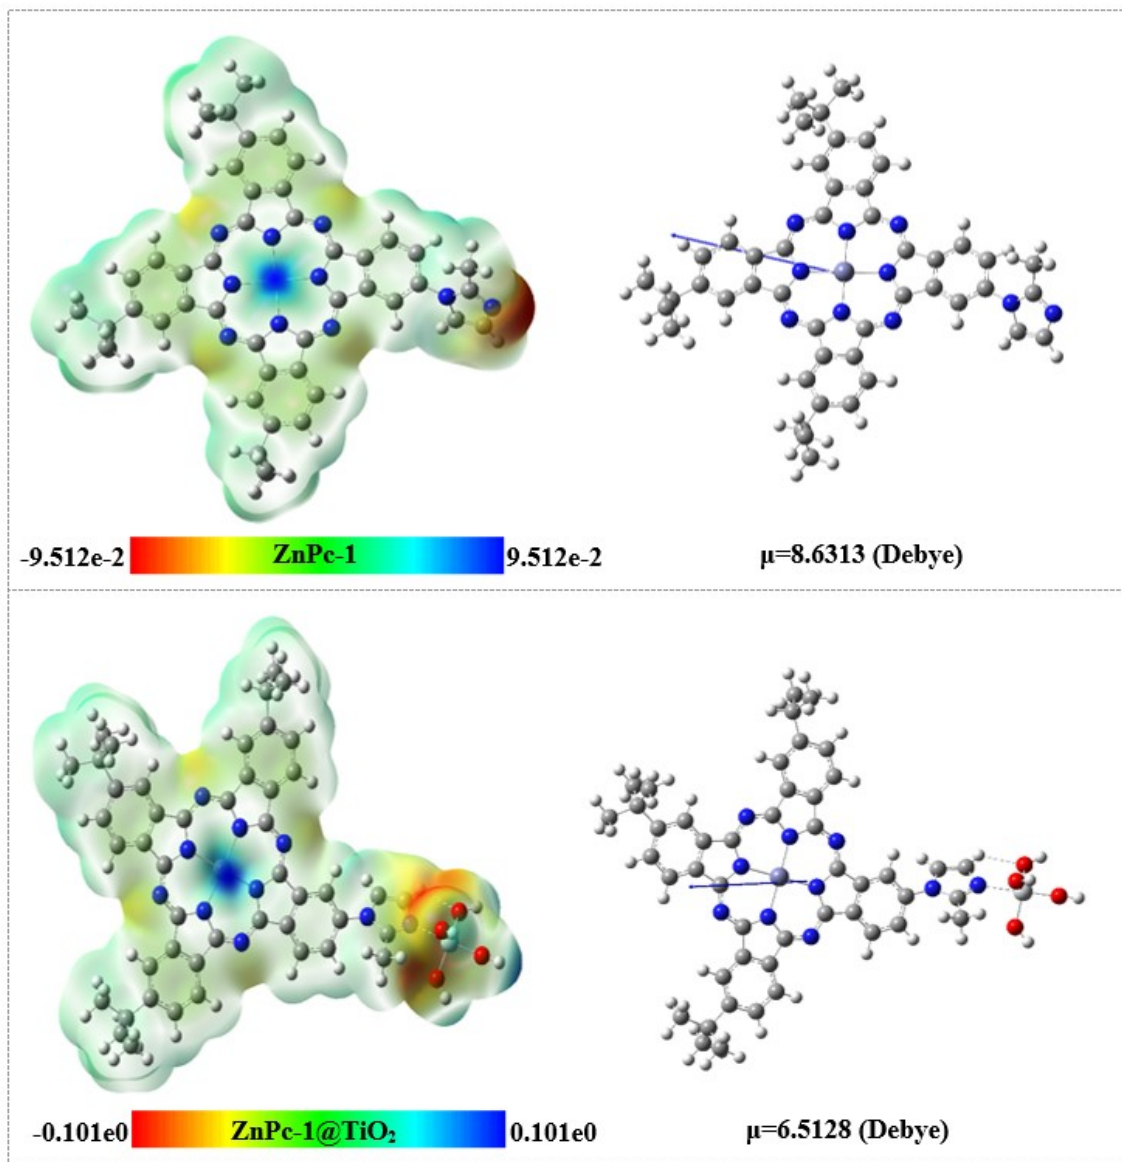 -9.512e-2 ZnPc-1 9.512e-2
μ=8.6313 (Debye)
-0.101e0 ZnPc-1@TiO₂ 0.101e0
μ=6.5128 (Debye)